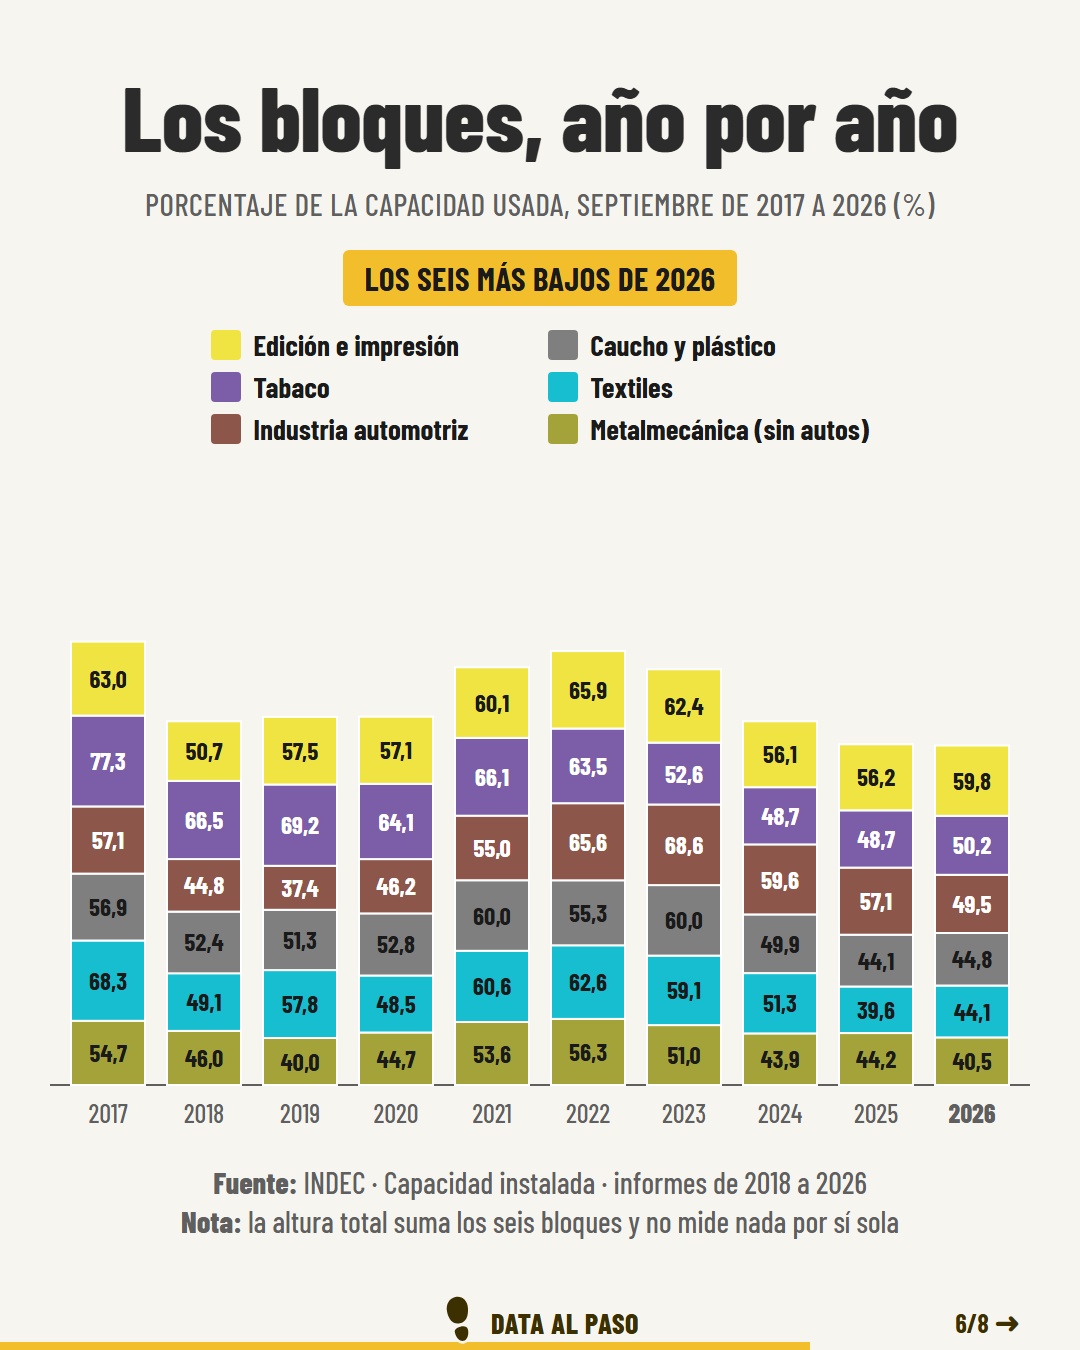 Los bloques, año por año
PORCENTAJE DE LA CAPACIDAD USADA, SEPTIEMBRE DE 2017 A 2026 (%)
LOS SEIS MÁS BAJOS DE 2026
Edición e impresión
Caucho y plástico
Tabaco
Textiles
Industria automotriz
Metalmecánica (sin autos)
63,0 50,7 57,5 57,1 60,1 65,9 62,4 56,1 56,2 59,8
77,3 66,5 69,2 64,1 66,1 63,5 52,6 48,7 48,7 50,2
57,1 44,8 37,4 46,2 55,0 65,6 68,6 59,6 57,1 49,5
56,9 52,4 51,3 52,8 60,0 55,3 60,0 49,9 44,1 44,8
68,3 49,1 57,8 48,5 60,6 62,6 59,1 51,3 39,6 44,1
54,7 46,0 40,0 44,7 53,6 56,3 51,0 43,9 44,2 40,5
2017 2018 2019 2020 2021 2022 2023 2024 2025 2026
Fuente: INDEC · Capacidad instalada · informes de 2018 a 2026
Nota: la altura total suma los seis bloques y no mide nada por sí sola
DATA AL PASO
6/8 →